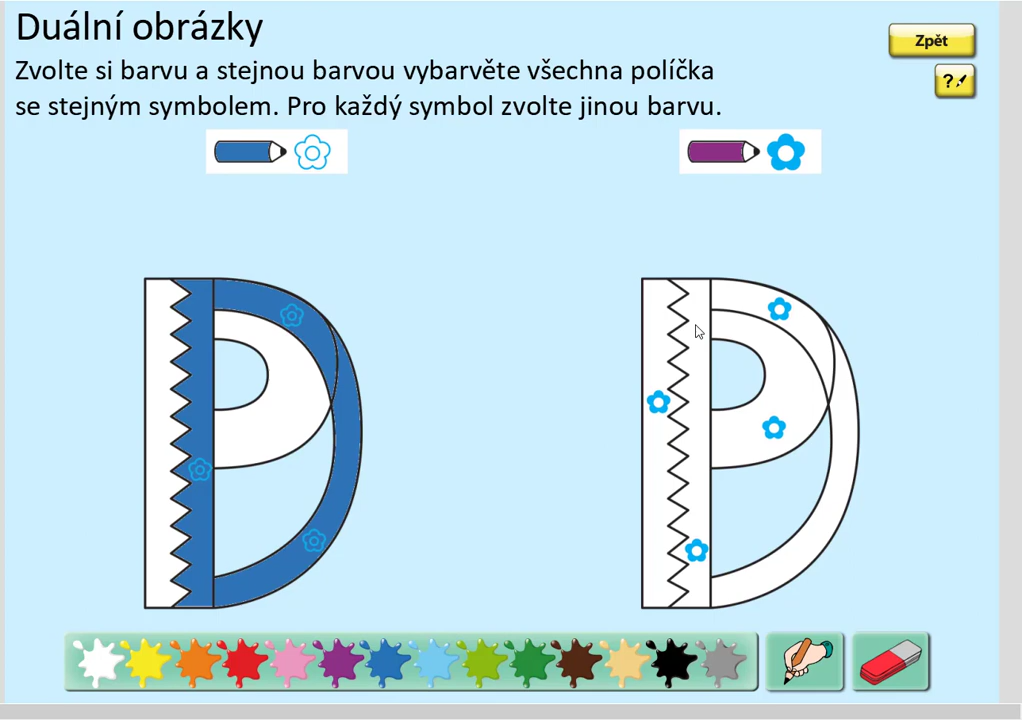 Duální obrázky
Zpět
Zvolte si barvu a stejnou barvou vybarvěte všechna políčka
?
se stejným symbolem. Pro každý symbol zvolte jinou barvu.